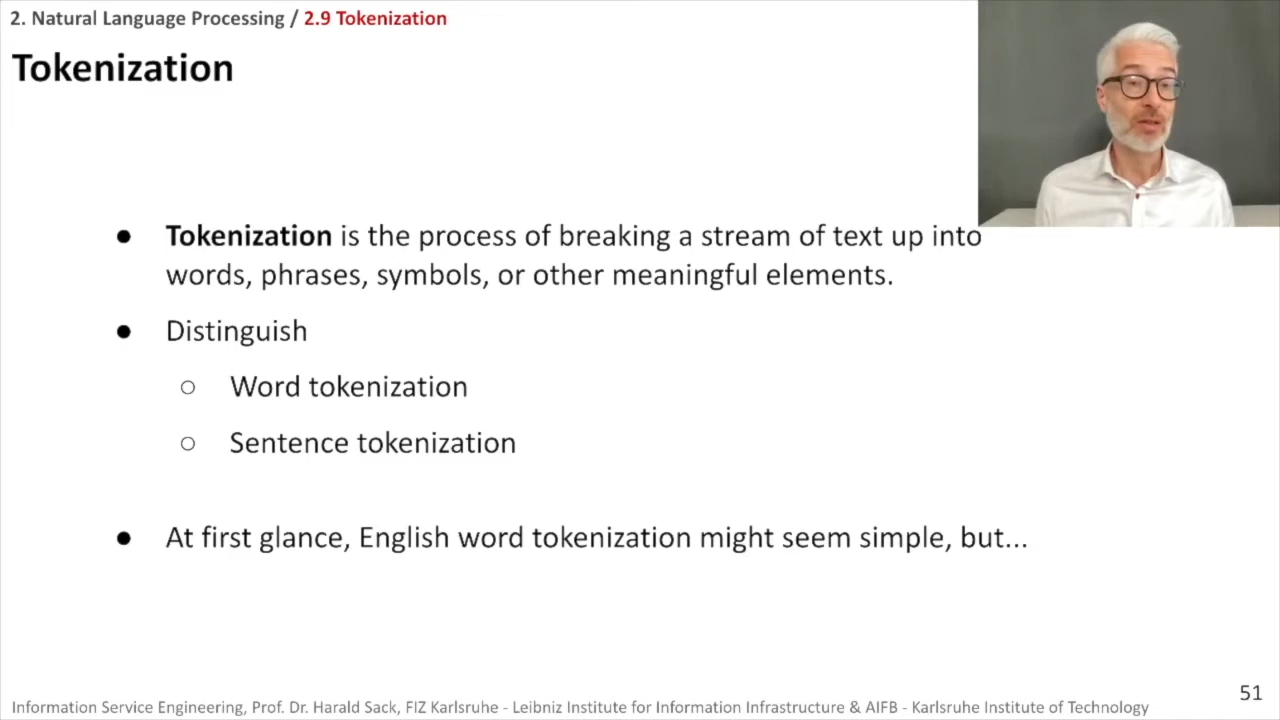 2. Natural Language Processing / 2.9 Tokenization
Tokenization
● Tokenization is the process of breaking a stream of text up into
words, phrases, symbols, or other meaningful elements.
● Distinguish
○ Word tokenization
○ Sentence tokenization
● At first glance, English word tokenization might seem simple, but...
51
Information Service Engineering, Prof. Dr. Harald Sack, FIZ Karlsruhe - Leibniz Institute for Information Infrastructure & AIFB - Karlsruhe Institute of Technology